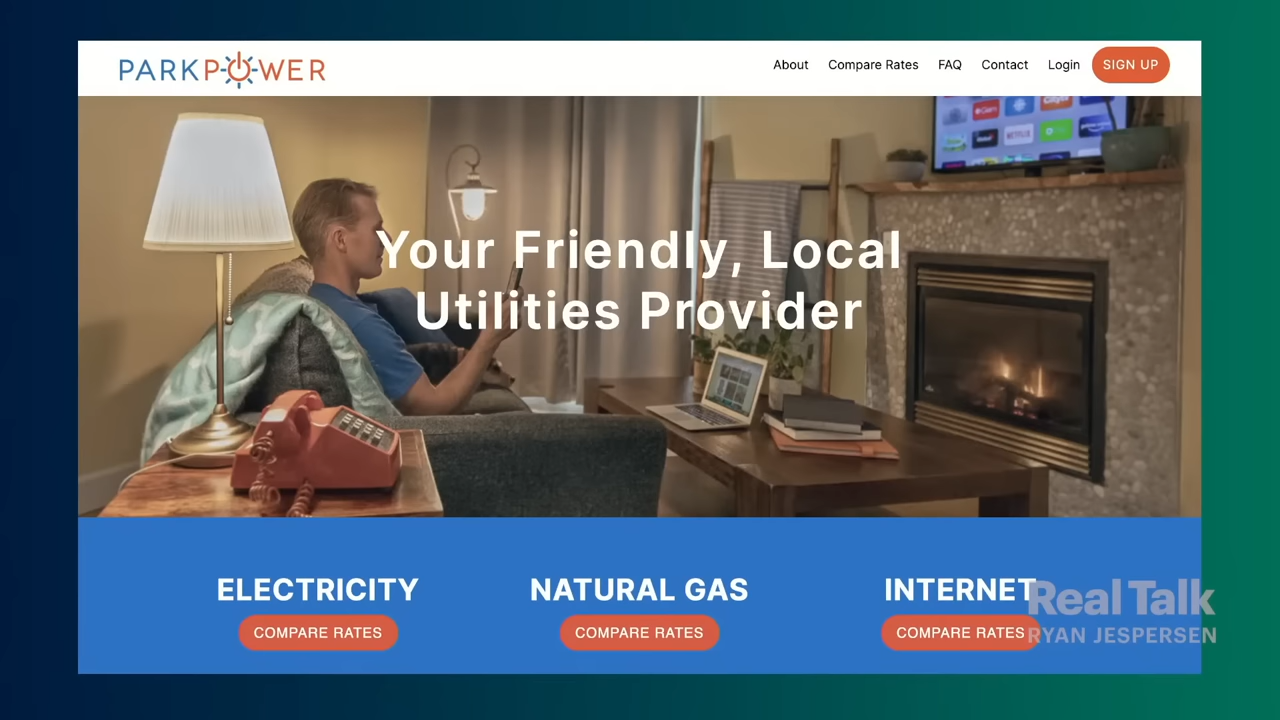 PARKPOWER
About Compare Rates FAQ Contact Login SIGN UP
NETFLIX
Your Friendly, Local
Utilities Provider
ELECTRICITY NATURAL GAS INTERNET
COMPARE RATES COMPARE RATES COMPARE RATES
Real Talk
RYAN JESPERSEN